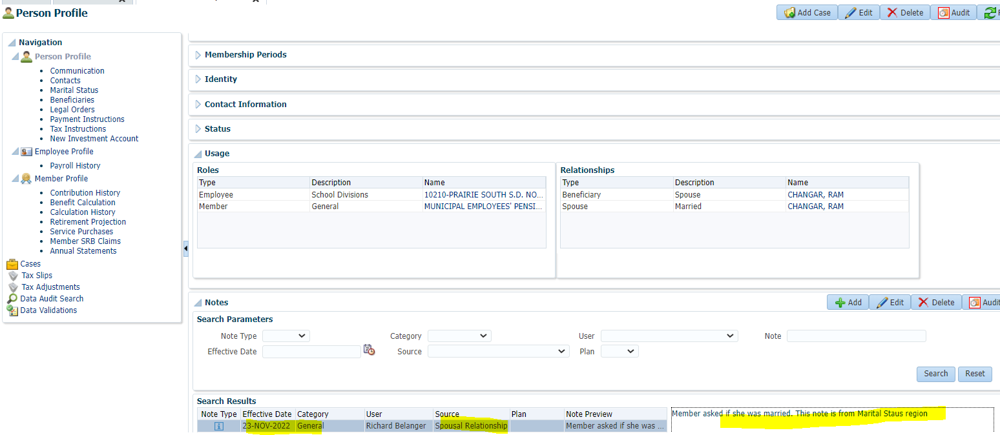 Person Profile
Add Case Edit Delete Audit
Navigation
Person Profile
Communication
Contacts
Marital Status
Beneficiaries
Legal Orders
Payment Instructions
Tax Instructions
New Investment Account
Employee Profile
Payroll History
Member Profile
Contribution History
Benefit Calculation
Calculation History
Retirement Projection
Service Purchases
Member SRB Claims
Annual Statements
Cases
Tax Slips
Tax Adjustments
Data Audit Search
Data Validations
Membership Periods
Identity
Contact Information
Status
Usage
Roles
Type Description Name
Employee School Divisions 10210-PRAIRIE SOUTH S.D. NO...
Member General MUNICIPAL EMPLOYEES' PENSI...
Relationships
Type Description Name
Beneficiary Spouse CHANGAR, RAM
Spouse Married CHANGAR, RAM
Notes
Add Edit Delete Audit
Search Parameters
Note Type Category User Note
Effective Date Source Plan
Search Reset
Search Results
Note Type Effective Date Category User Source Plan Note Preview
23-NOV-2022 General Richard Belanger Spousal Relationship Member asked if she was ...
Member asked if she was married. This note is from Marital Staus region